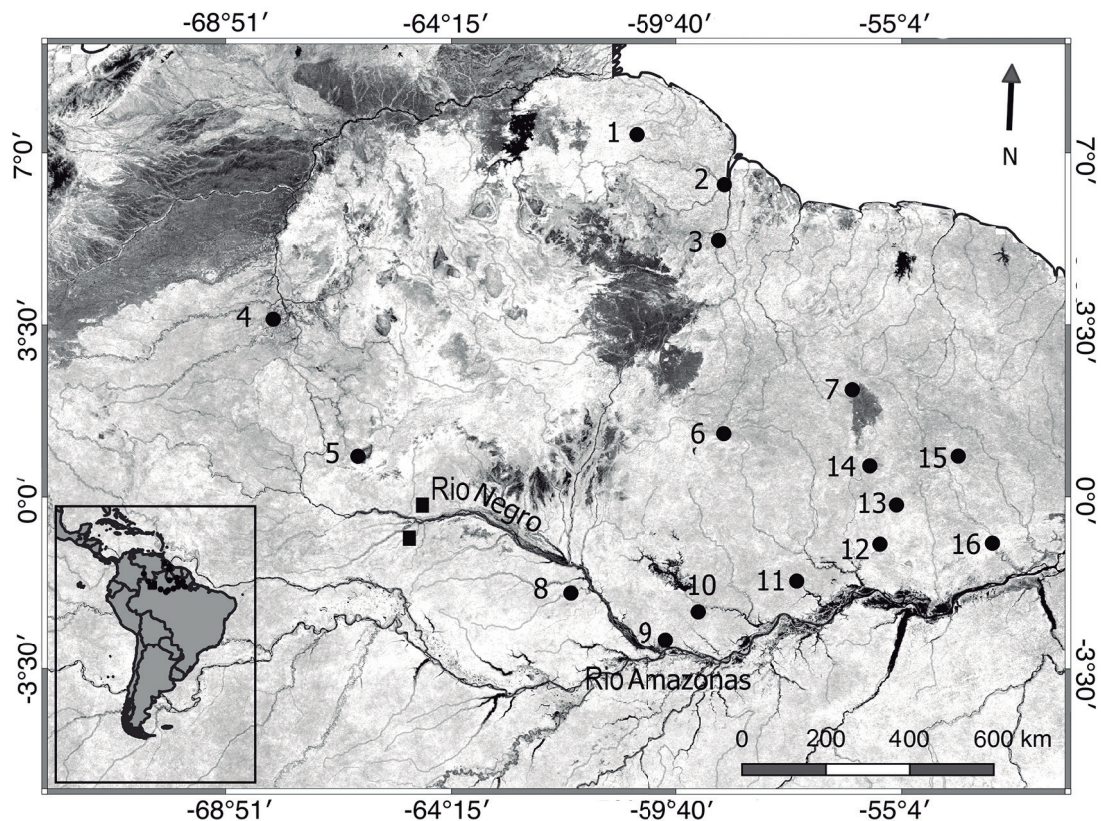 -68°51′ -64°15′ -59°40′ -55°4′
N
1
7°0′ 7°0′
2
3
4
3°30′ 3°30′
7
6
5
14 15
Rio Negro
0°0′ 0°0′
13
12 16
11
8 10
9
Rio Amazonas
-3°30′ -3°30′
0 200 400 600 km
-68°51′ -64°15′ -59°40′ -55°4′